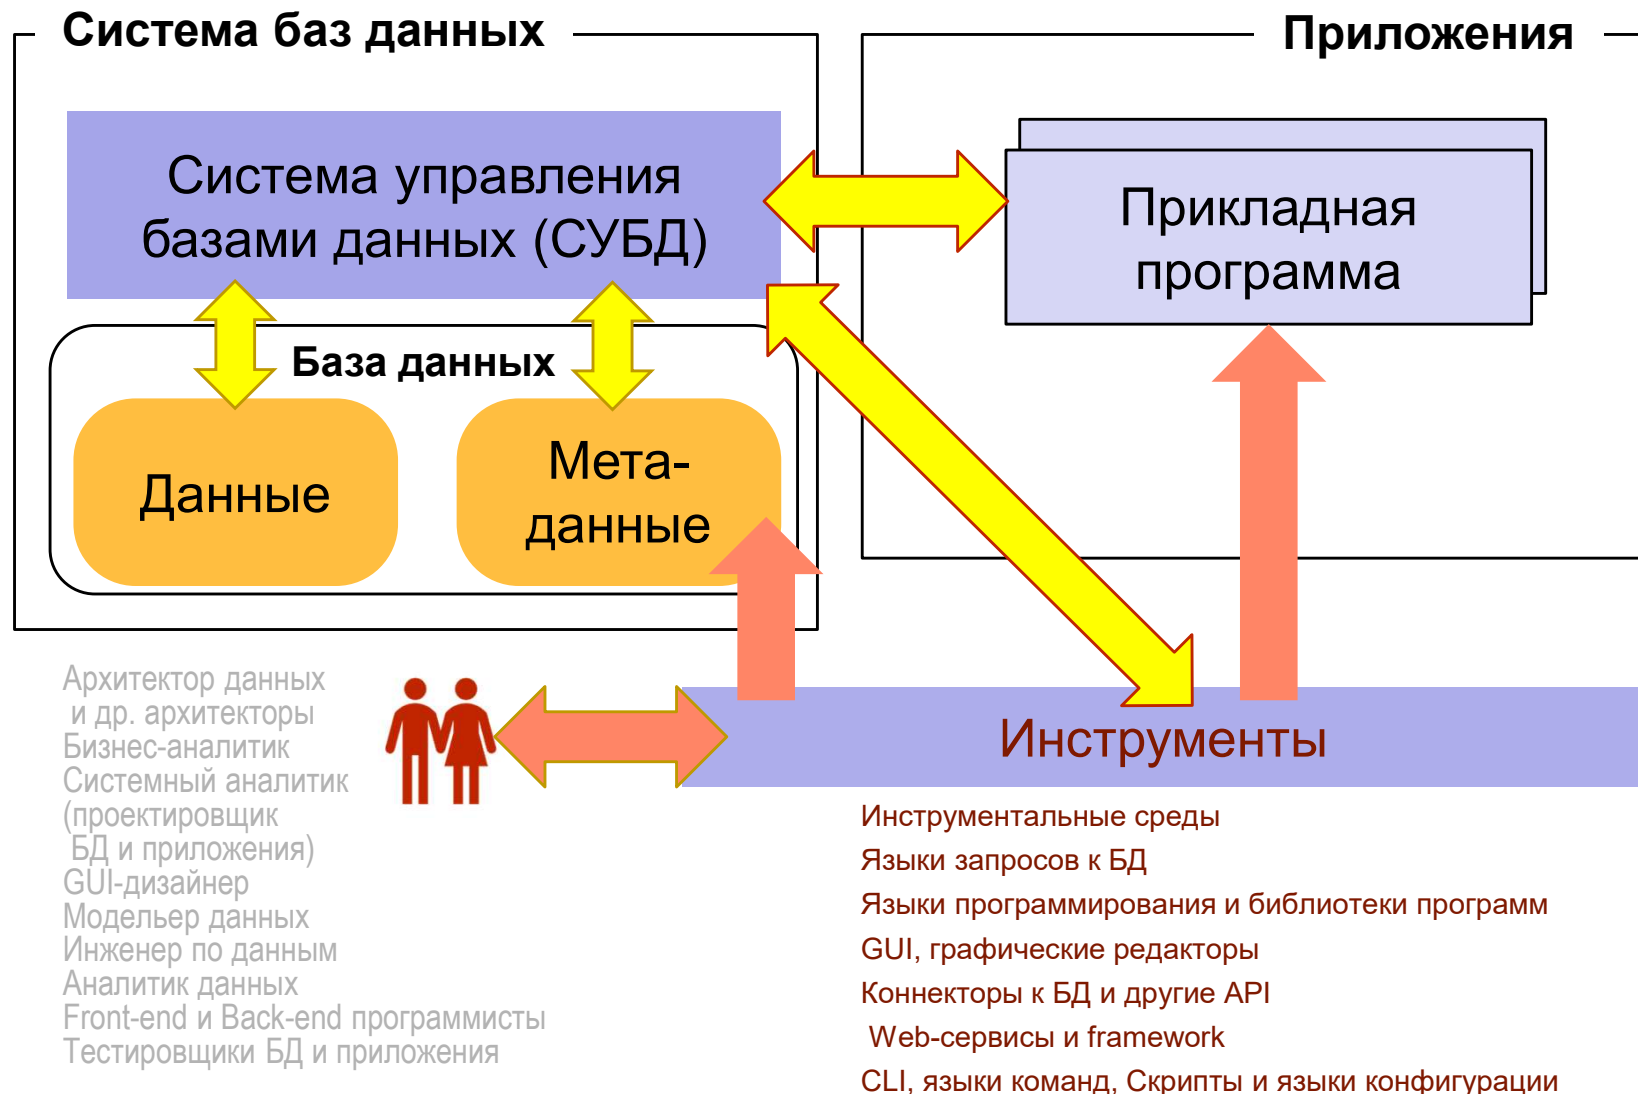 Система баз данных
Приложения
Система управления
базами данных (СУБД)
Прикладная
программа
База данных
Данные
Мета-
данные
Инструменты
Архитектор данных
и др. архитекторы
Бизнес-аналитик
Системный аналитик
(проектировщик
БД и приложения)
GUI-дизайнер
Модельер данных
Инженер по данным
Аналитик данных
Front-end и Back-end программисты
Тестировщики БД и приложения
Инструментальные среды
Языки запросов к БД
Языки программирования и библиотеки программ
GUI, графические редакторы
Коннекторы к БД и другие API
Web-сервисы и framework
CLI, языки команд, Скрипты и языки конфигурации